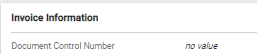 Invoice Information
Document Control Number no value